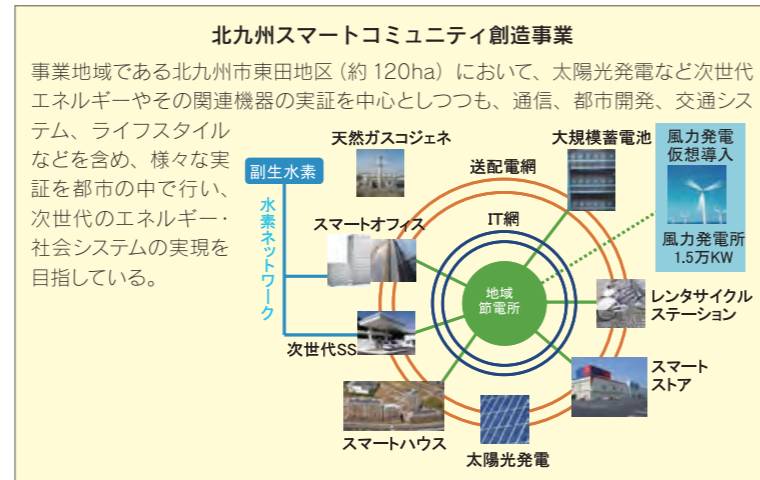 北九州スマートコミュニティ創造事業
事業地域である北九州市東田地区（約 120ha）において、太陽光発電など次世代
エネルギーやその関連機器の実証を中心としつつも、通信、都市開発、交通シス
テム、ライフスタイル
などを含め、様々な実
証を都市の中で行い、
次世代のエネルギー・
社会システムの実現を
目指している。
天然ガスコジェネ
大規模蓄電池
風力発電
仮想導入
風力発電所
1.5万KW
副生水素
送配電網
水素ネットワーク
スマートオフィス
IT網
地域
節電所
レンタサイクル
ステーション
次世代SS
スマート
ストア
スマートハウス
太陽光発電